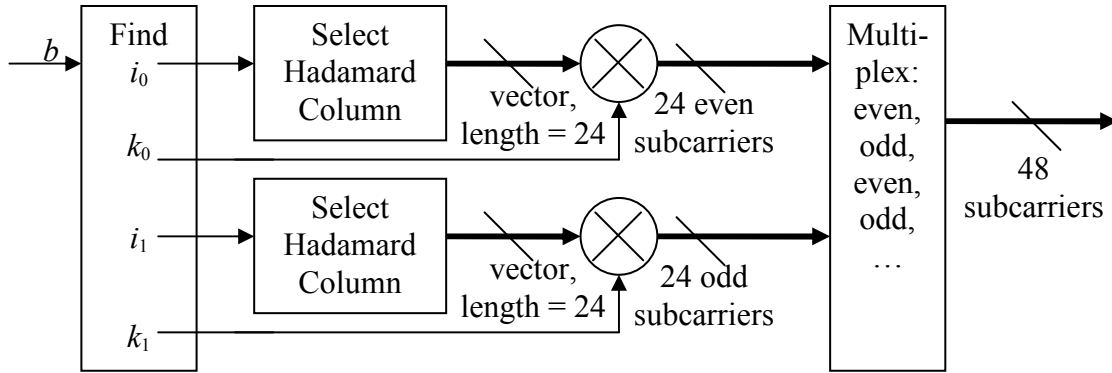 b
Find
i0
k0
i1
k1
Select
Hadamard
Column
vector,
length = 24
24 even
subcarriers
Select
Hadamard
Column
vector,
length = 24
24 odd
subcarriers
Multi-
plex:
even,
odd,
even,
odd,
…
48
subcarriers